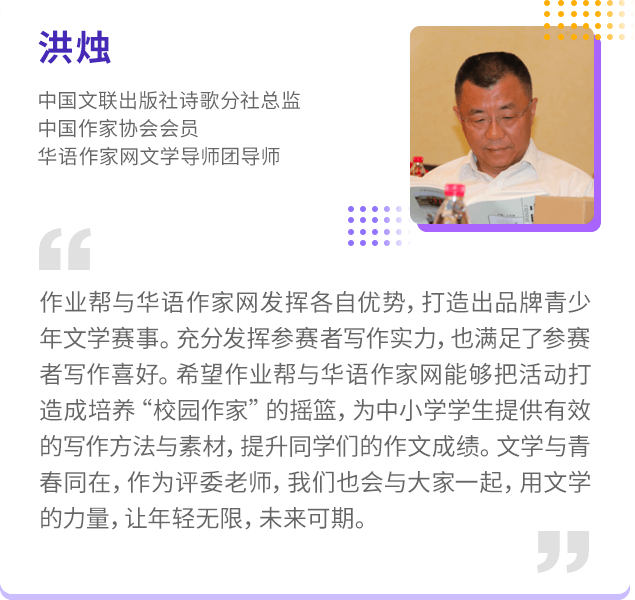 洪烛
中国文联出版社诗歌分社总监
中国作家协会会员
华语作家网文学导师团导师
作业帮与华语作家网发挥各自优势，打造出品牌青少
年文学赛事。充分发挥参赛者写作实力，也满足了参赛
者写作喜好。希望作业帮与华语作家网能够把活动打
造成培养“校园作家”的摇篮，为中小学学生提供有效
的写作方法与素材，提升同学们的作文成绩。文学与青
春同在，作为评委老师，我们也会与大家一起，用文学
的力量，让年轻无限，未来可期。